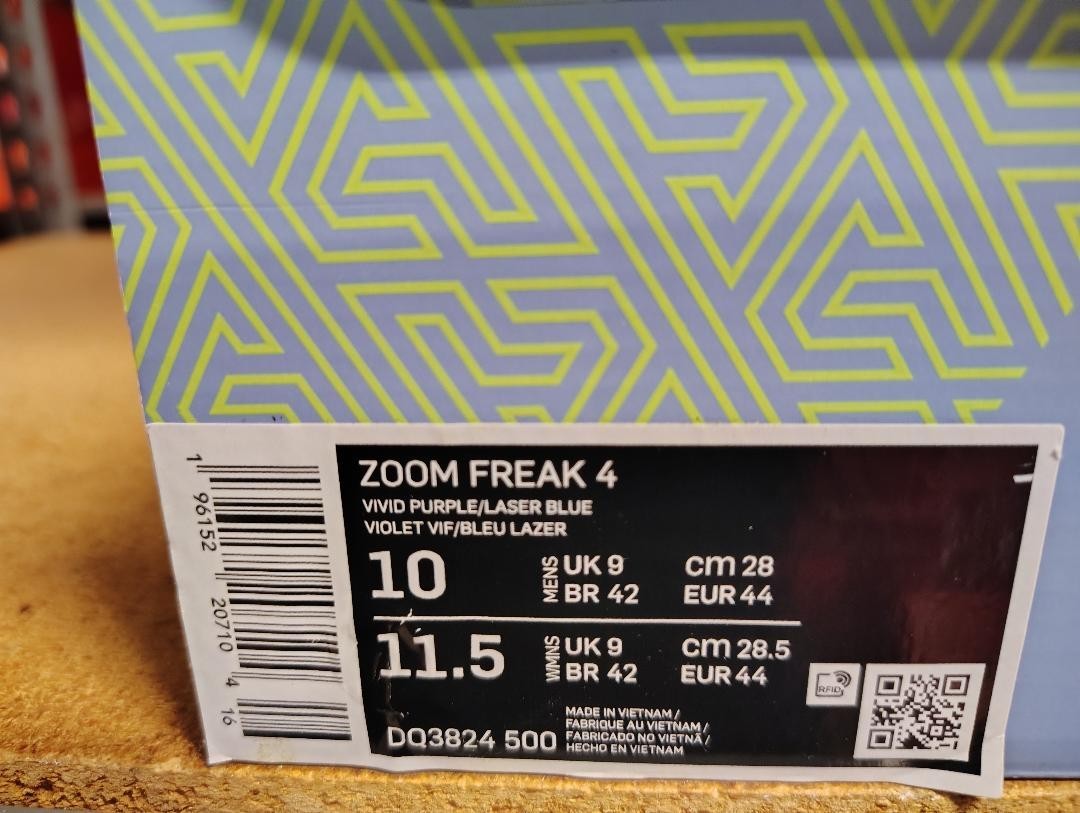 ZOOM FREAK 4
VIVID PURPLE/LASER BLUE
VIOLET VIF/BLEU LAZER
10 MENS UK 9 cm 28
BR 42 EUR 44
11.5 WMNS UK 9 cm 28.5
BR 42 EUR 44
DQ3824 500
MADE IN VIETNAM /
FABRIQUE AU VIETNAM /
FABRICADO NO VIETNÃ /
HECHO EN VIETNAM
RFID
1 96152 20710 4 16